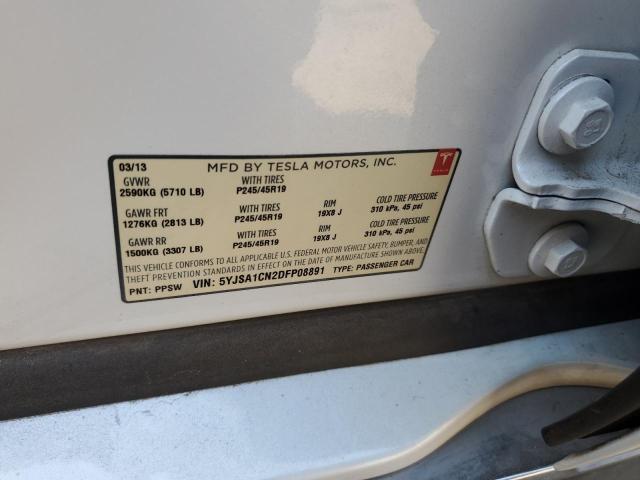 03/13 MFD BY TESLA MOTORS, INC.
GVWR WITH TIRES
2590KG (5710 LB) P245/45R19
GAWR FRT WITH TIRES RIM COLD TIRE PRESSURE
1276KG (2813 LB) P245/45R19 19X8 J 310 kPa, 45 psi
GAWR RR WITH TIRES RIM COLD TIRE PRESSURE
1500KG (3307 LB) P245/45R19 19X8 J 310 kPa, 45 psi
THIS VEHICLE CONFORMS TO ALL APPLICABLE U.S. FEDERAL MOTOR VEHICLE SAFETY, BUMPER, AND
THEFT PREVENTION STANDARDS IN EFFECT ON THE DATE OF MANUFACTURE SHOWN ABOVE.
PNT: PPSW VIN: 5YJSA1CN2DFP08891 TYPE: PASSENGER CAR
TESLA